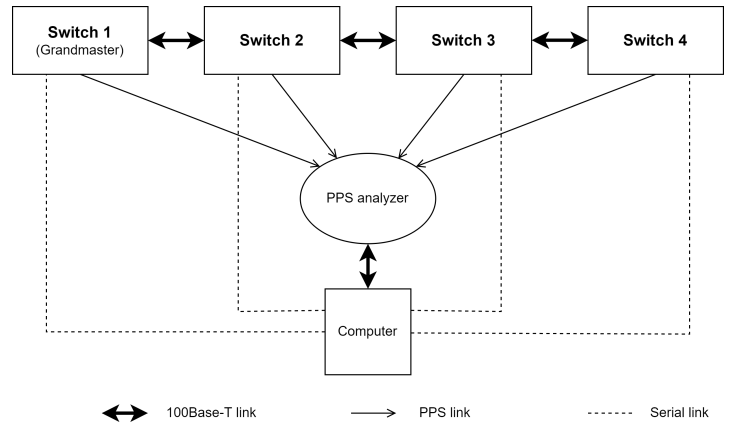 Switch 1
(Grandmaster)
Switch 2
Switch 3
Switch 4
PPS analyzer
Computer
100Base-T link
PPS link
Serial link